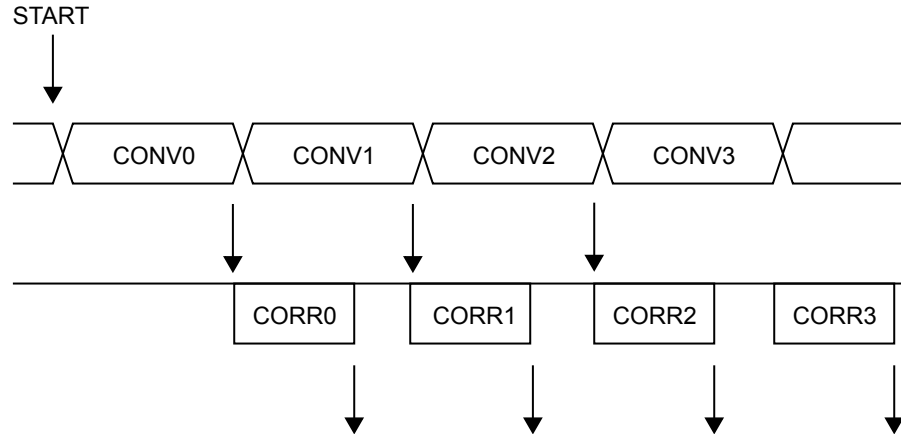 START
CONV0 CONV1 CONV2 CONV3
CORR0 CORR1 CORR2 CORR3